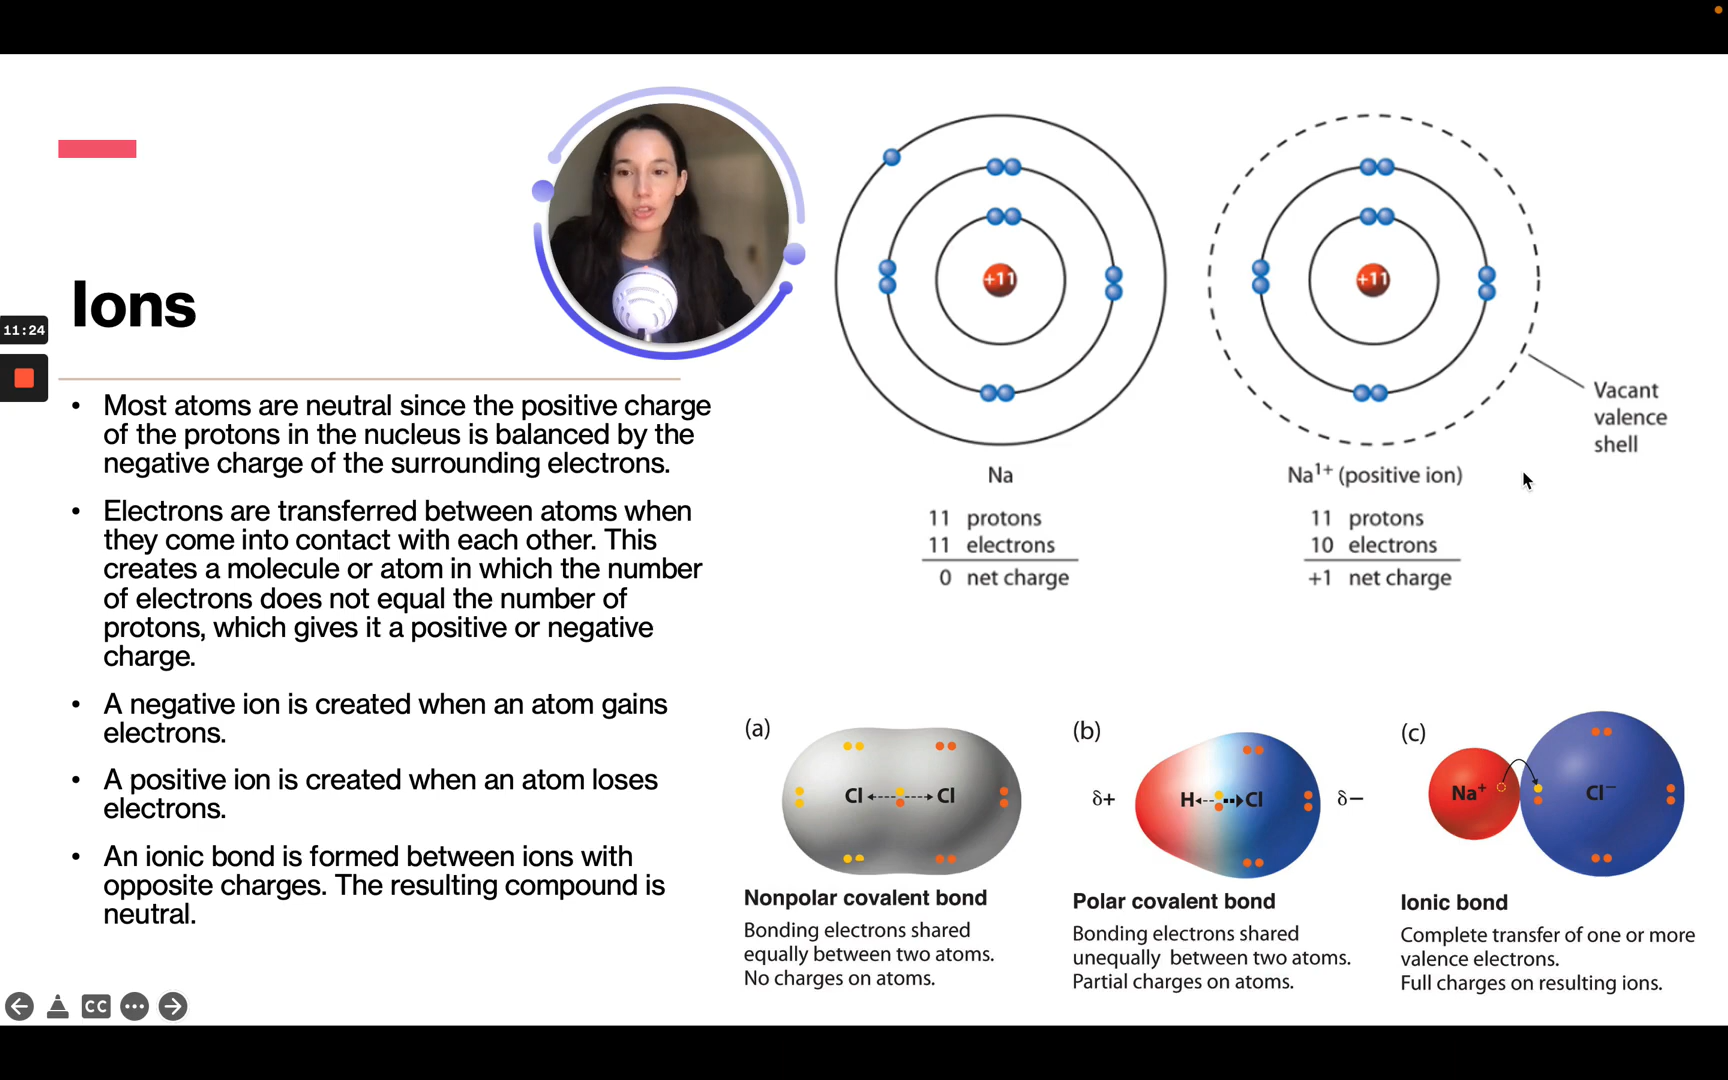 Ions
11:24
• Most atoms are neutral since the positive charge
of the protons in the nucleus is balanced by the
negative charge of the surrounding electrons.
• Electrons are transferred between atoms when
they come into contact with each other. This
creates a molecule or atom in which the number
of electrons does not equal the number of
protons, which gives it a positive or negative
charge.
• A negative ion is created when an atom gains
electrons.
• A positive ion is created when an atom loses
electrons.
• An ionic bond is formed between ions with
opposite charges. The resulting compound is
neutral.
+11
Na
11 protons
11 electrons
0 net charge
+11
Vacant
valence
shell
Na¹⁺ (positive ion)
11 protons
10 electrons
+1 net charge
(a)
Cl Cl
Nonpolar covalent bond
Bonding electrons shared
equally between two atoms.
No charges on atoms.
(b)
δ+ H Cl δ−
Polar covalent bond
Bonding electrons shared
unequally between two atoms.
Partial charges on atoms.
(c)
Na⁺ Cl⁻
Ionic bond
Complete transfer of one or more
valence electrons.
Full charges on resulting ions.
CC